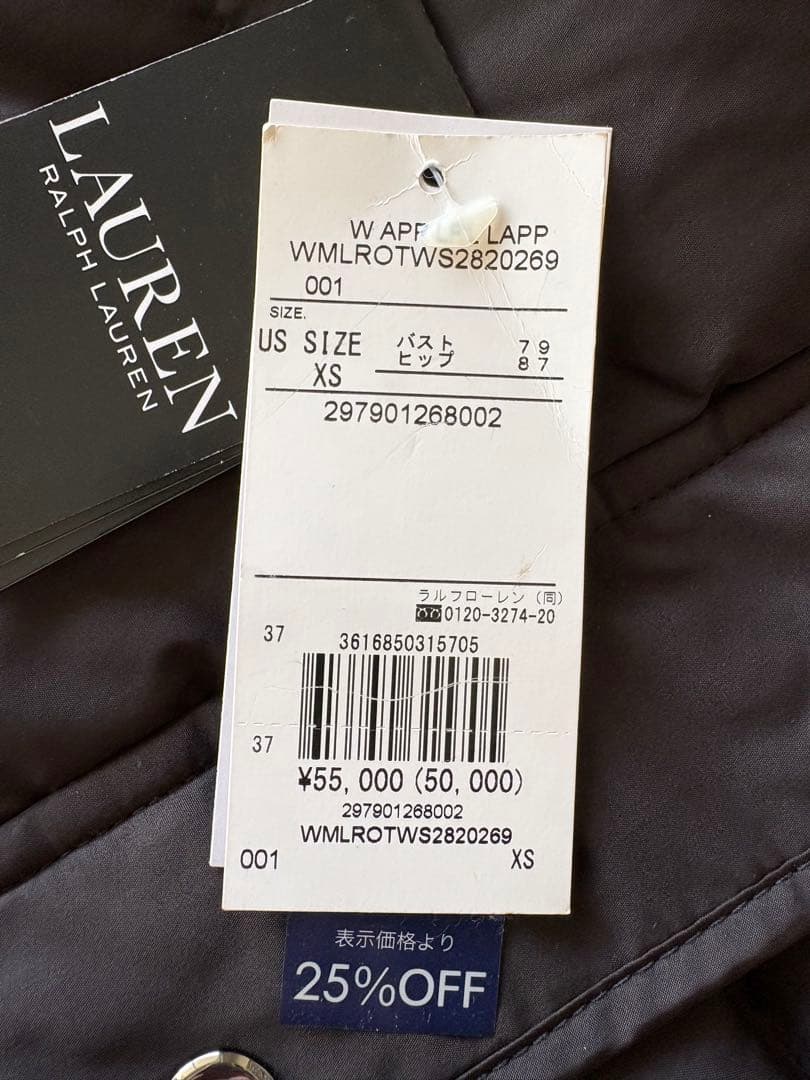 LAUREN
RALPH LAUREN
W LAPP
WMLROTWS2820269
001
SIZE.
US SIZE
XS
バスト 79
ヒップ 87
297901268002
ラルフローレン(同)
0120-3274-20
37
3616850315705
37
¥55,000 (50,000)
297901268002
WMLROTWS2820269
001 XS
表示価格より
25%OFF